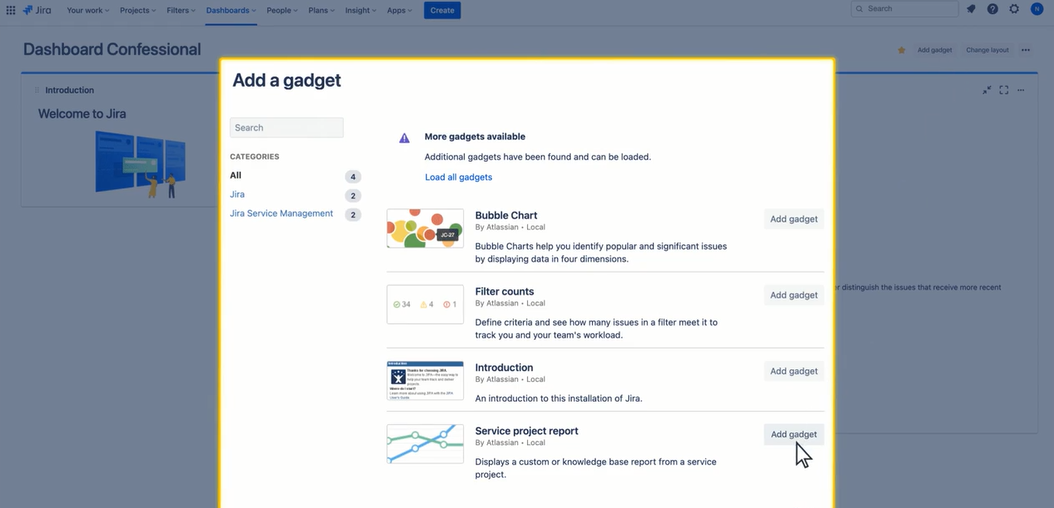 Jira Your work Projects Filters Dashboards People Plans Insight Apps Create Search
Dashboard Confessional
Add gadget Change layout
Introduction
Welcome to Jira
er distinguish the issues that receive more recent
Add a gadget
Search
CATEGORIES
All 4
Jira 2
Jira Service Management 2
More gadgets available
Additional gadgets have been found and can be loaded.
Load all gadgets
JC-27
Bubble Chart
By Atlassian • Local
Add gadget
Bubble Charts help you identify popular and significant issues
by displaying data in four dimensions.
34 4 1
Filter counts
By Atlassian • Local
Add gadget
Define criteria and see how many issues in a filter meet it to
track you and your team's workload.
Introduction
By Atlassian • Local
Add gadget
An introduction to this installation of Jira.
Service project report
By Atlassian • Local
Add gadget
Displays a custom or knowledge base report from a service
project.